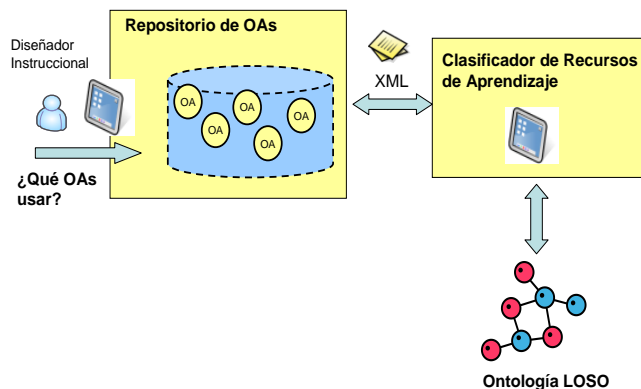 Diseñador
Instruccional
Repositorio de OAs
OA
OA
OA
OA
OA
¿Qué OAs
usar?
XML
Clasificador de Recursos
de Aprendizaje
Ontología LOSO